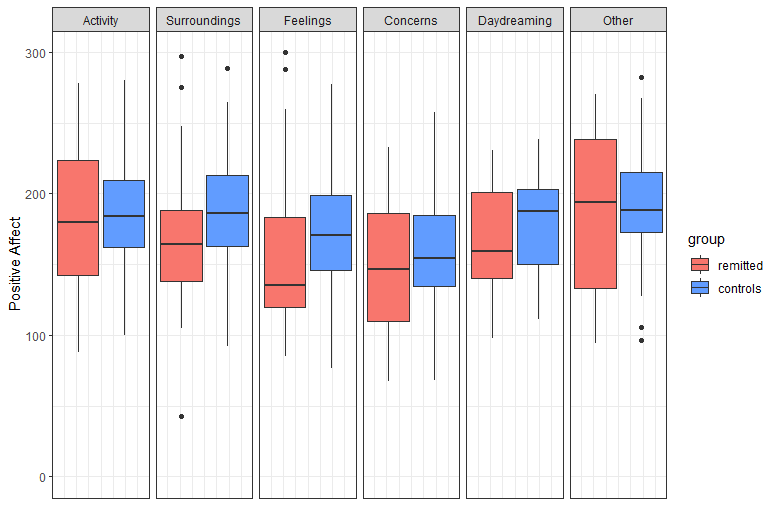 Activity Surroundings Feelings Concerns Daydreaming Other
300
200
100
0
Positive Affect
group
remitted
controls